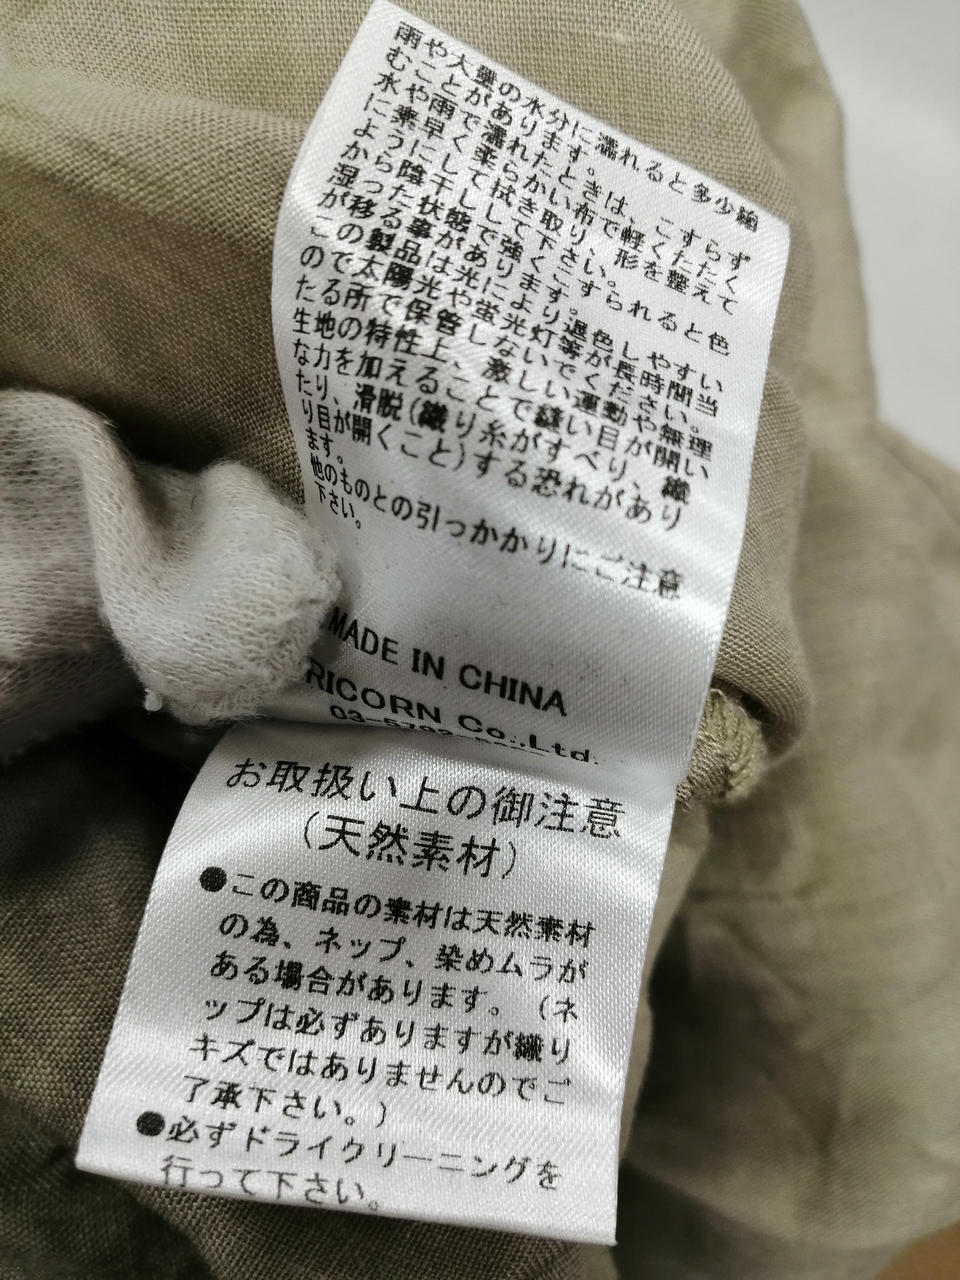 雨や大量の水分に濡れると多少縮
むことがあります。
水や雨で濡れたときは、こすらず
に素早く柔らかい布で軽くたたく
ように拭き取り、形を整えて
から陰干しして下さい。
湿った状態で強くこすられると色
が移る事があります。
この製品は光により退色しやすい
ので太陽光や蛍光灯等が長時間当
たる所で保管しないでください。
生地の特性上、激しい運動や無理
な力を加えることで縫い目が開い
たり、滑脱(織り糸がすべり、織
り目が開くこと)する恐れがあり
ます。
他のものとの引っかかりにご注意
下さい。
MADE IN CHINA
RICORN Co.,Ltd.
お取扱い上の御注意
(天然素材)
●この商品の素材は天然素材
の為、ネップ、染めムラが
ある場合があります。(ネ
ップは必ずありますが織り
キズではありませんのでご
了承下さい。)
●必ずドライクリーニングを
行って下さい。